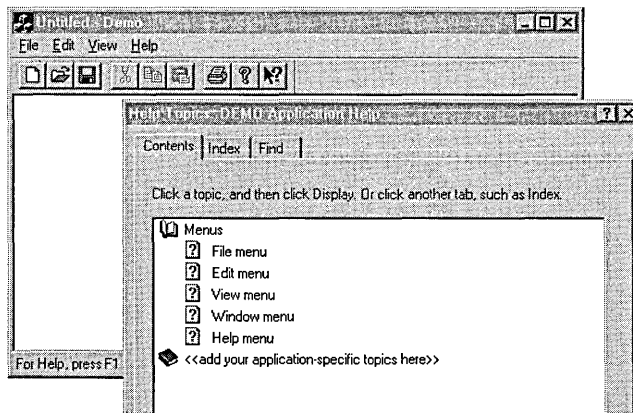 Untitled - Demo
File Edit View Help
Help Topics: DEMO Application Help
Contents Index Find
Click a topic, and then click Display. Or click another tab, such as Index.
Menus
File menu
Edit menu
View menu
Window menu
Help menu
<<add your application-specific topics here>>
For Help, press F1